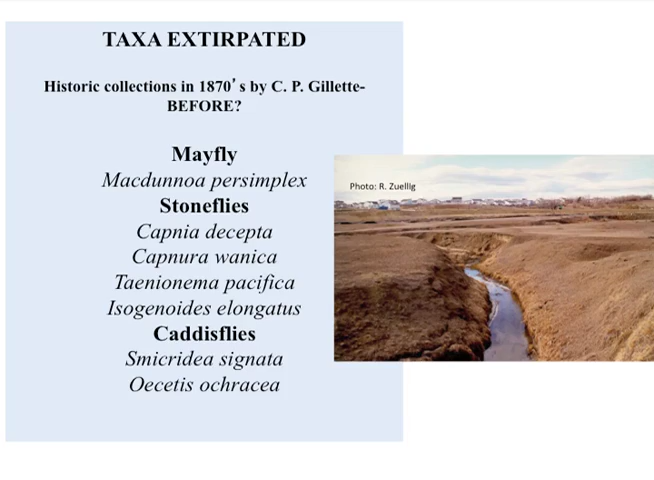 TAXA EXTIRPATED
Historic collections in 1870's by C. P. Gillette-
BEFORE?
Mayfly
Macdunnoa persimplex
Stoneflies
Capnia decepta
Capnura wanica
Taenionema pacifica
Isogenoides elongatus
Caddisflies
Smicridea signata
Oecetis ochracea
Photo: R. Zuellig